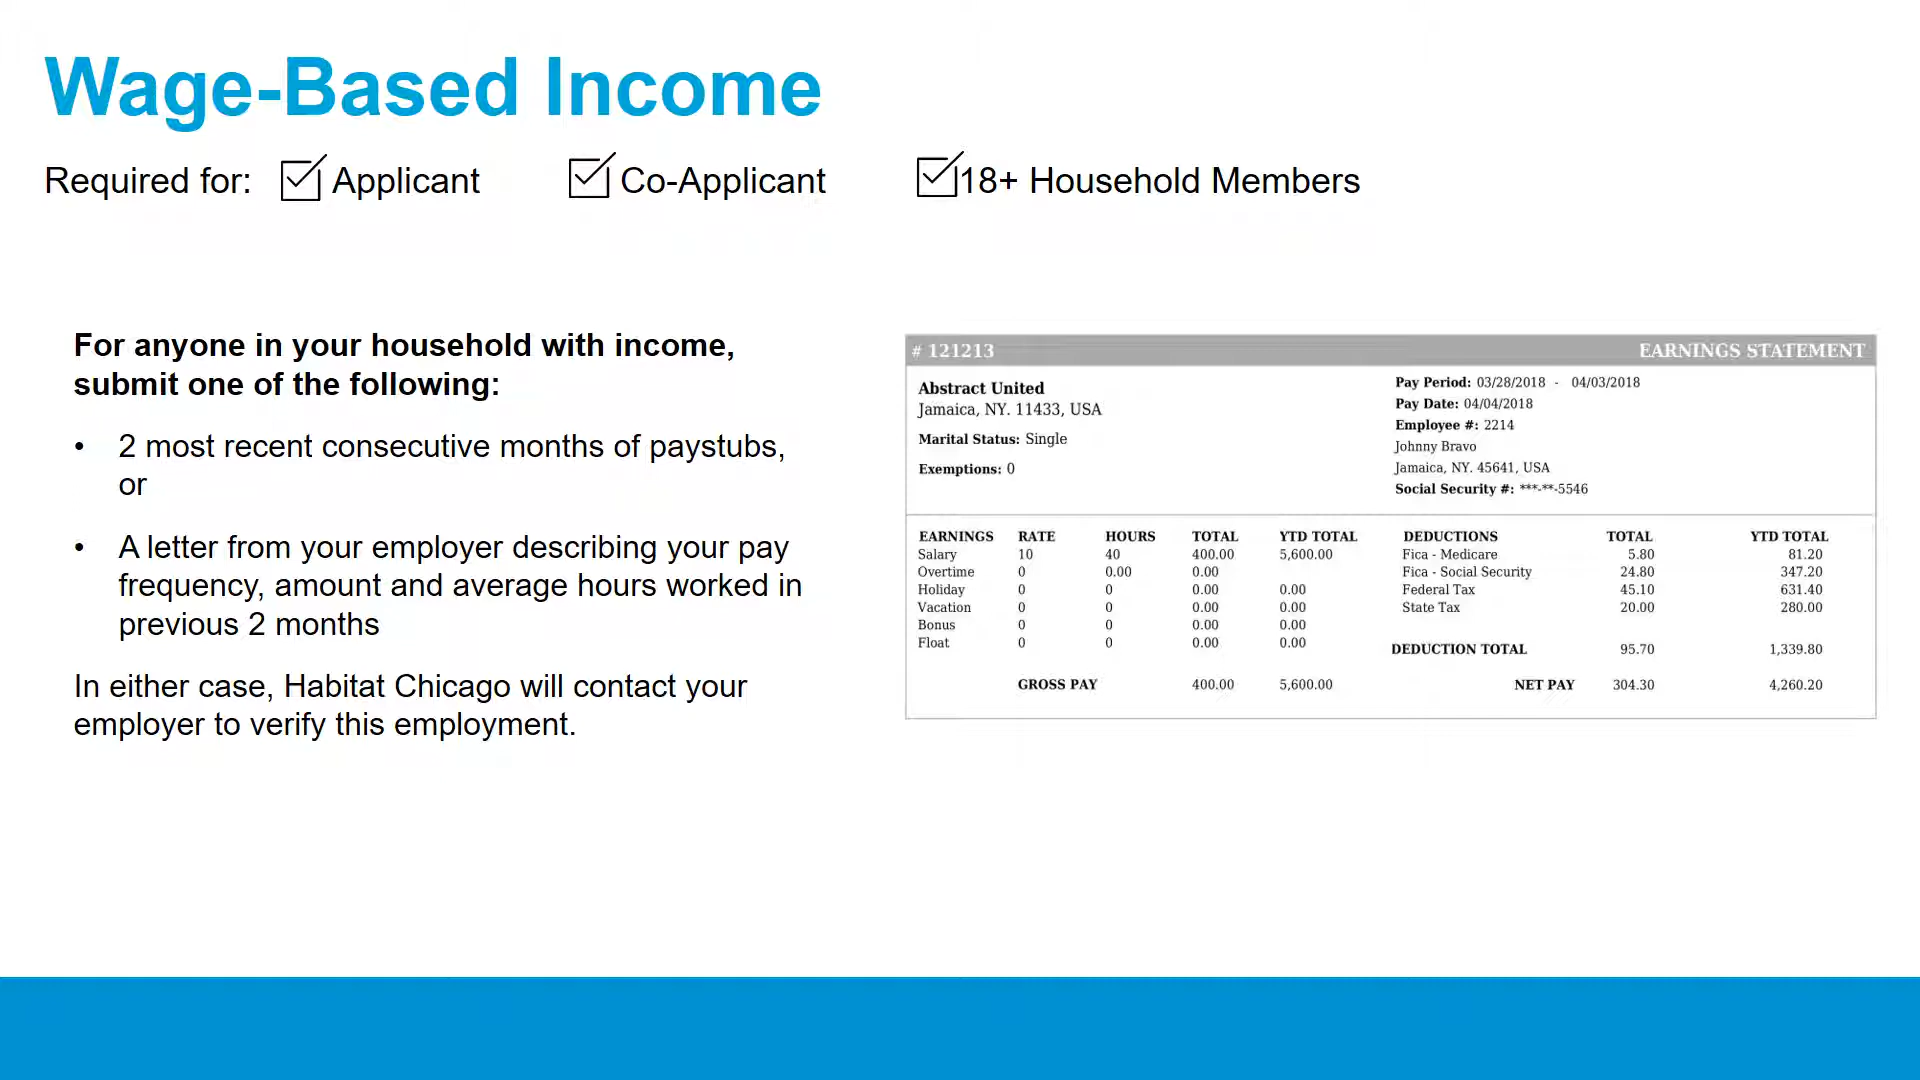 Wage-Based Income
Required for: Applicant Co-Applicant 18+ Household Members
For anyone in your household with income,
submit one of the following:
• 2 most recent consecutive months of paystubs,
or
• A letter from your employer describing your pay
frequency, amount and average hours worked in
previous 2 months
In either case, Habitat Chicago will contact your
employer to verify this employment.
# 121213 EARNINGS STATEMENT
Abstract United
Jamaica, NY. 11433, USA
Marital Status: Single
Exemptions: 0
Pay Period: 03/28/2018 - 04/03/2018
Pay Date: 04/04/2018
Employee #: 2214
Johnny Bravo
Jamaica, NY. 45641, USA
Social Security #: ***-**-5546
EARNINGS RATE HOURS TOTAL YTD TOTAL
Salary 10 40 400.00 5,600.00
Overtime 0 0.00 0.00
Holiday 0 0 0.00 0.00
Vacation 0 0 0.00 0.00
Bonus 0 0 0.00 0.00
Float 0 0 0.00 0.00
GROSS PAY 400.00 5,600.00
DEDUCTIONS TOTAL YTD TOTAL
Fica - Medicare 5.80 81.20
Fica - Social Security 24.80 347.20
Federal Tax 45.10 631.40
State Tax 20.00 280.00
DEDUCTION TOTAL 95.70 1,339.80
NET PAY 304.30 4,260.20